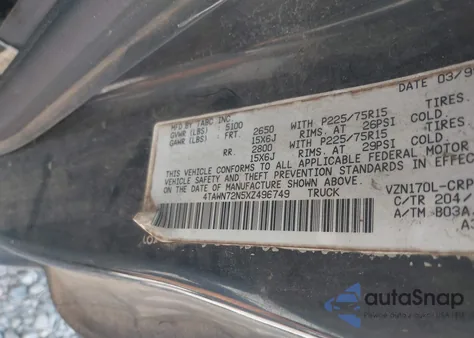 MFD BY TABC INC. DATE 03/9
GVWR (LBS) 5100
GAWR (LBS) FRT. 2650 WITH P225/75R15 TIRES
15X6J RIMS, AT 26PSI COLD.
RR. 2800 WITH P225/75R15 TIRES
15X6J RIMS, AT 29PSI COLD.
THIS VEHICLE CONFORMS TO ALL APPLICABLE FEDERAL MOTOR
VEHICLE SAFETY AND THEFT PREVENTION STANDARDS IN EFFEC
ON THE DATE OF MANUFACTURE SHOWN ABOVE.
4TAWN72N5XZ496749 TRUCK
VZN170L-CRP
C/TR 204/
A/TM B03A
autoSnap
BY AUTO